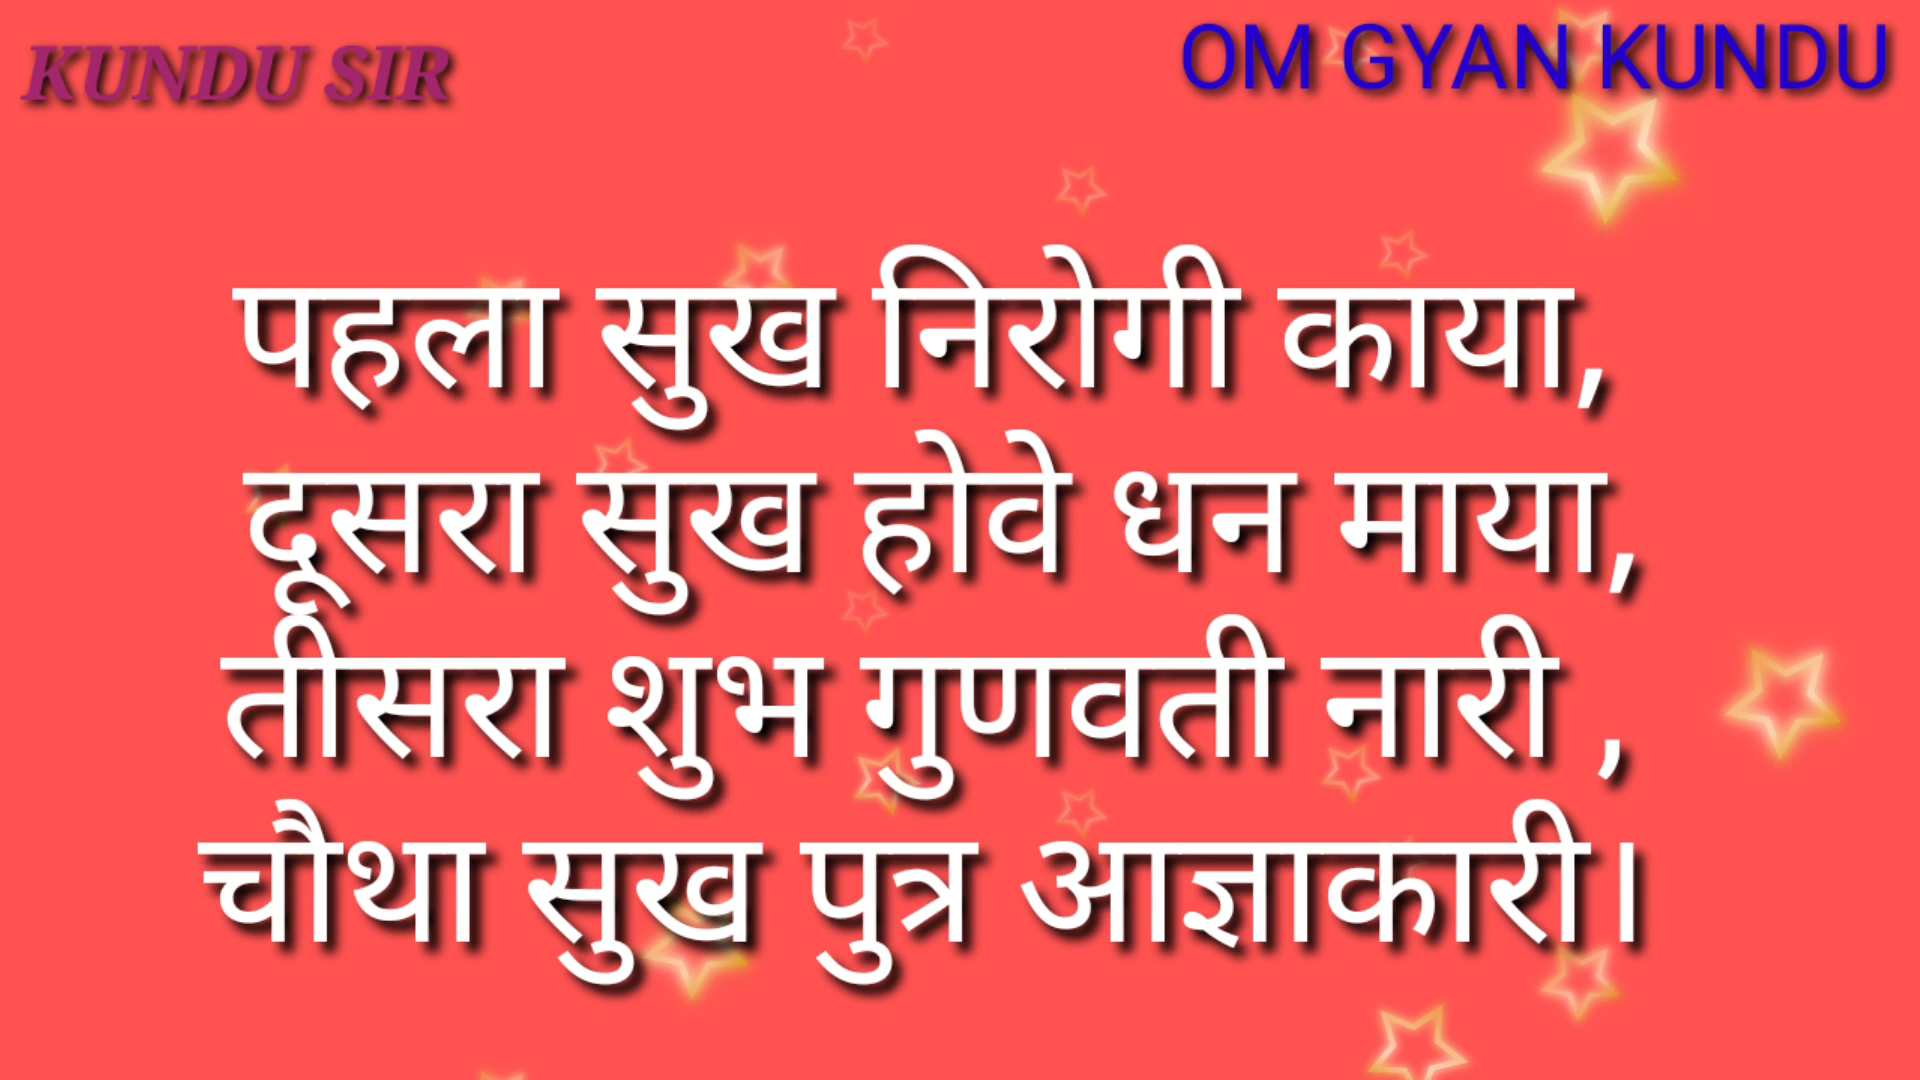 KUNDU SIR
OM GYAN KUNDU
पहला सुख निरोगी काया,
दूसरा सुख होवे धन माया,
तीसरा शुभ गुणवती नारी ,
चौथा सुख पुत्र आज्ञाकारी।